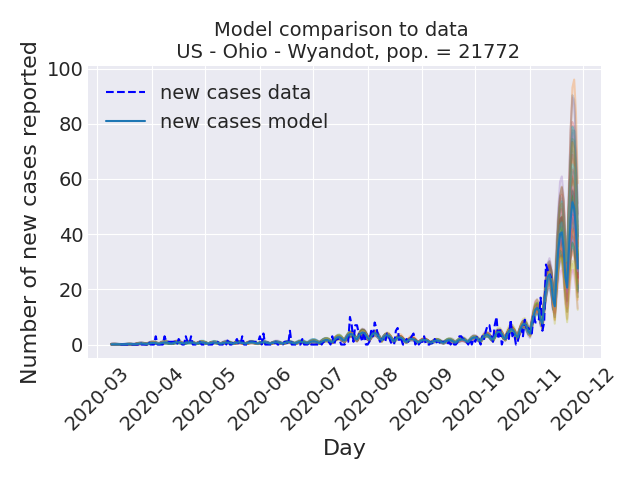 Model comparison to data
US - Ohio - Wyandot, pop. = 21772
Number of new cases reported
100
80
60
40
20
0
new cases data
new cases model
2020-03
2020-04
2020-05
2020-06
2020-07
2020-08
2020-09
2020-10
2020-11
2020-12
Day